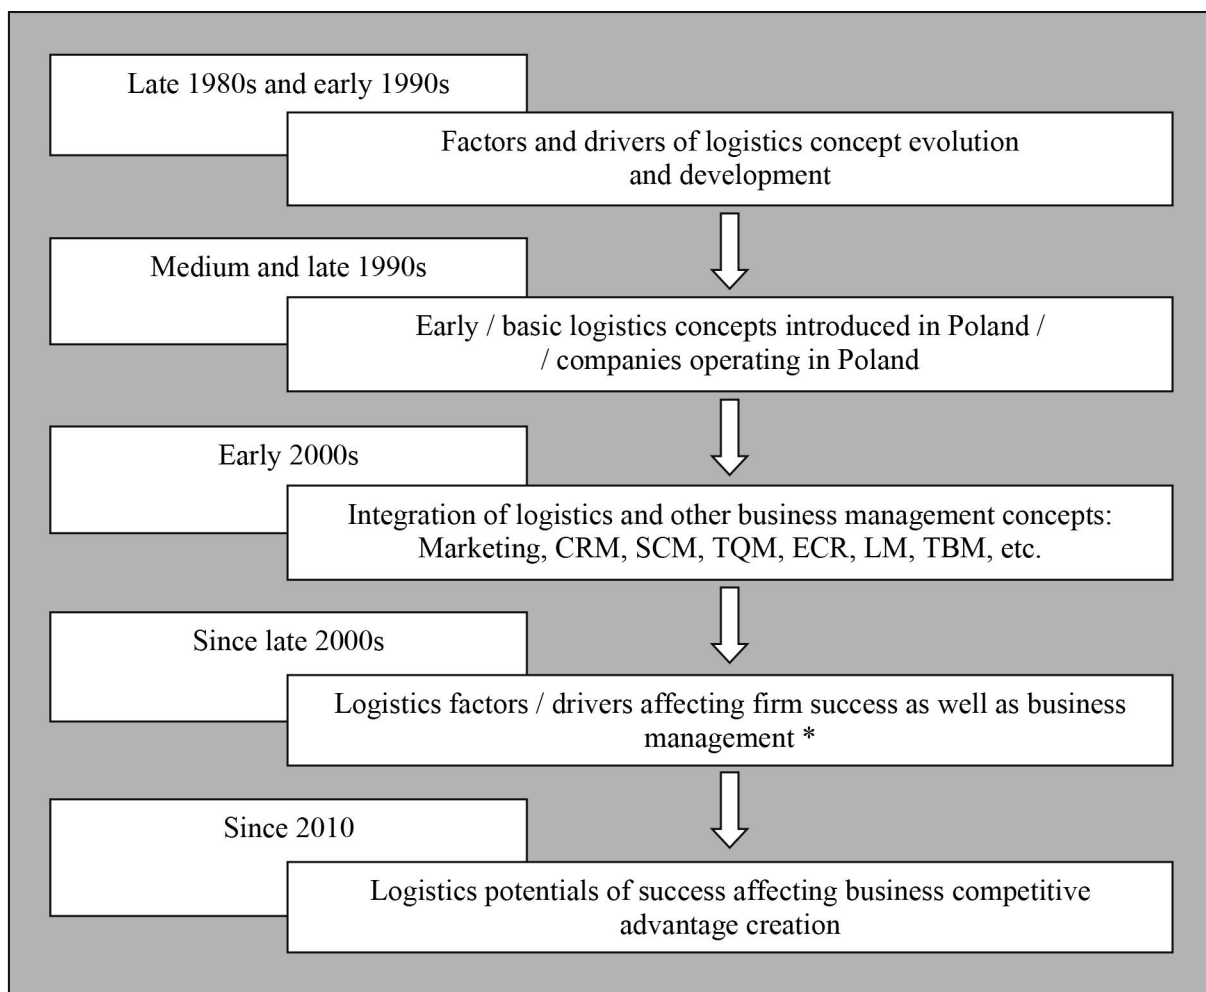 Late 1980s and early 1990s
Factors and drivers of logistics concept evolution
and development
Medium and late 1990s
Early / basic logistics concepts introduced in Poland /
/ companies operating in Poland
Early 2000s
Integration of logistics and other business management concepts:
Marketing, CRM, SCM, TQM, ECR, LM, TBM, etc.
Since late 2000s
Logistics factors / drivers affecting firm success as well as business
management *
Since 2010
Logistics potentials of success affecting business competitive
advantage creation